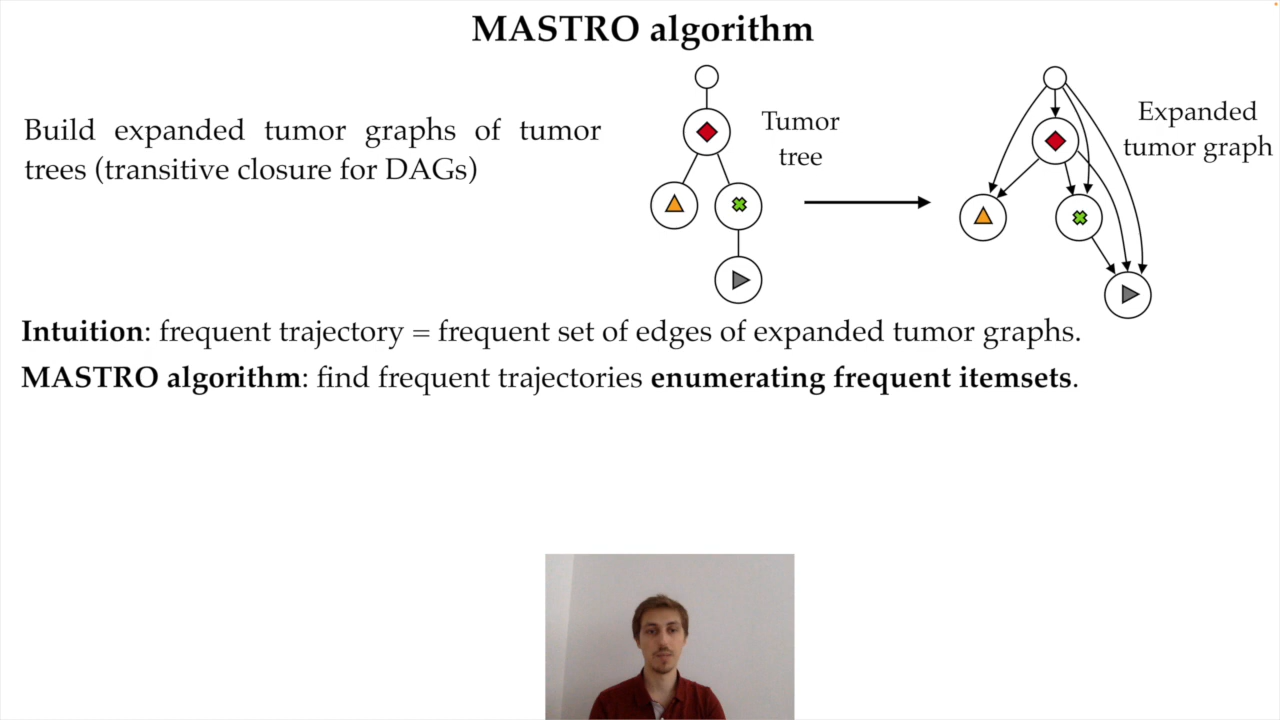 MASTRO algorithm
Build expanded tumor graphs of tumor
trees (transitive closure for DAGs)
Tumor
tree
Expanded
tumor graph
Intuition: frequent trajectory = frequent set of edges of expanded tumor graphs.
MASTRO algorithm: find frequent trajectories enumerating frequent itemsets.